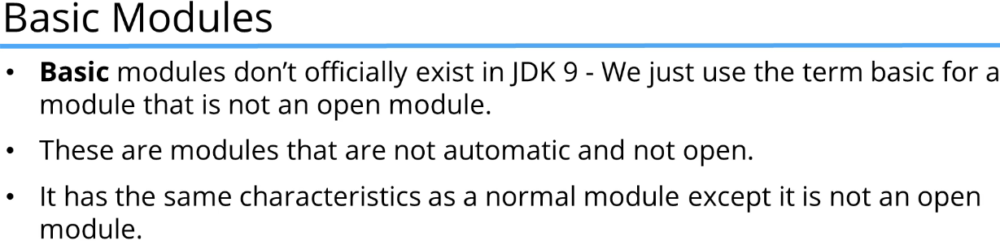 Basic Modules
• Basic modules don’t officially exist in JDK 9 - We just use the term basic for a
module that is not an open module.
• These are modules that are not automatic and not open.
• It has the same characteristics as a normal module except it is not an open
module.